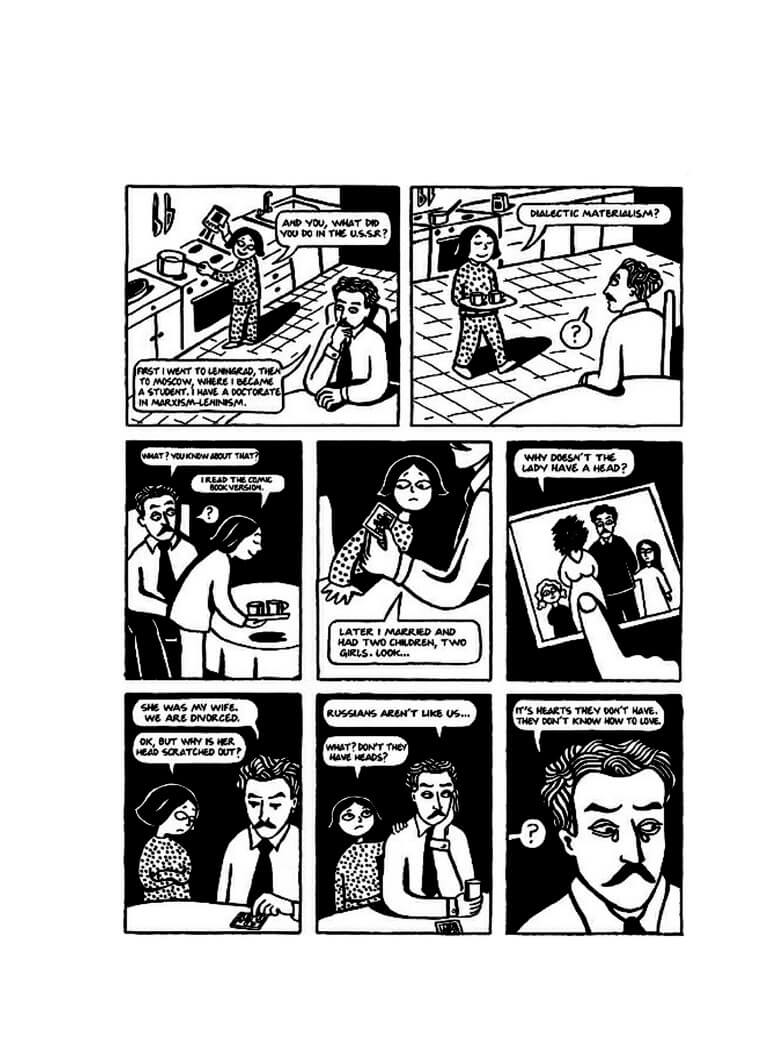 AND YOU, WHAT DID
YOU DO IN THE U.S.S.R?
FIRST I WENT TO LENINGRAD, THEN
TO MOSCOW, WHERE I BECAME
A STUDENT. I HAVE A DOCTORATE
IN MARXISM-LENINISM.
DIALECTIC MATERIALISM?
?
WHAT? YOU KNOW ABOUT THAT?
I READ THE COMIC
BOOK VERSION.
?
LATER I MARRIED AND
HAD TWO CHILDREN, TWO
GIRLS. LOOK...
WHY DOESN'T THE
LADY HAVE A HEAD?
SHE WAS MY WIFE.
WE ARE DIVORCED.
OK, BUT WHY IS HER
HEAD SCRATCHED OUT?
RUSSIANS AREN'T LIKE US...
WHAT? DON'T THEY
HAVE HEADS?
IT'S HEARTS THEY DON'T HAVE.
THEY DON'T KNOW HOW TO LOVE.
?